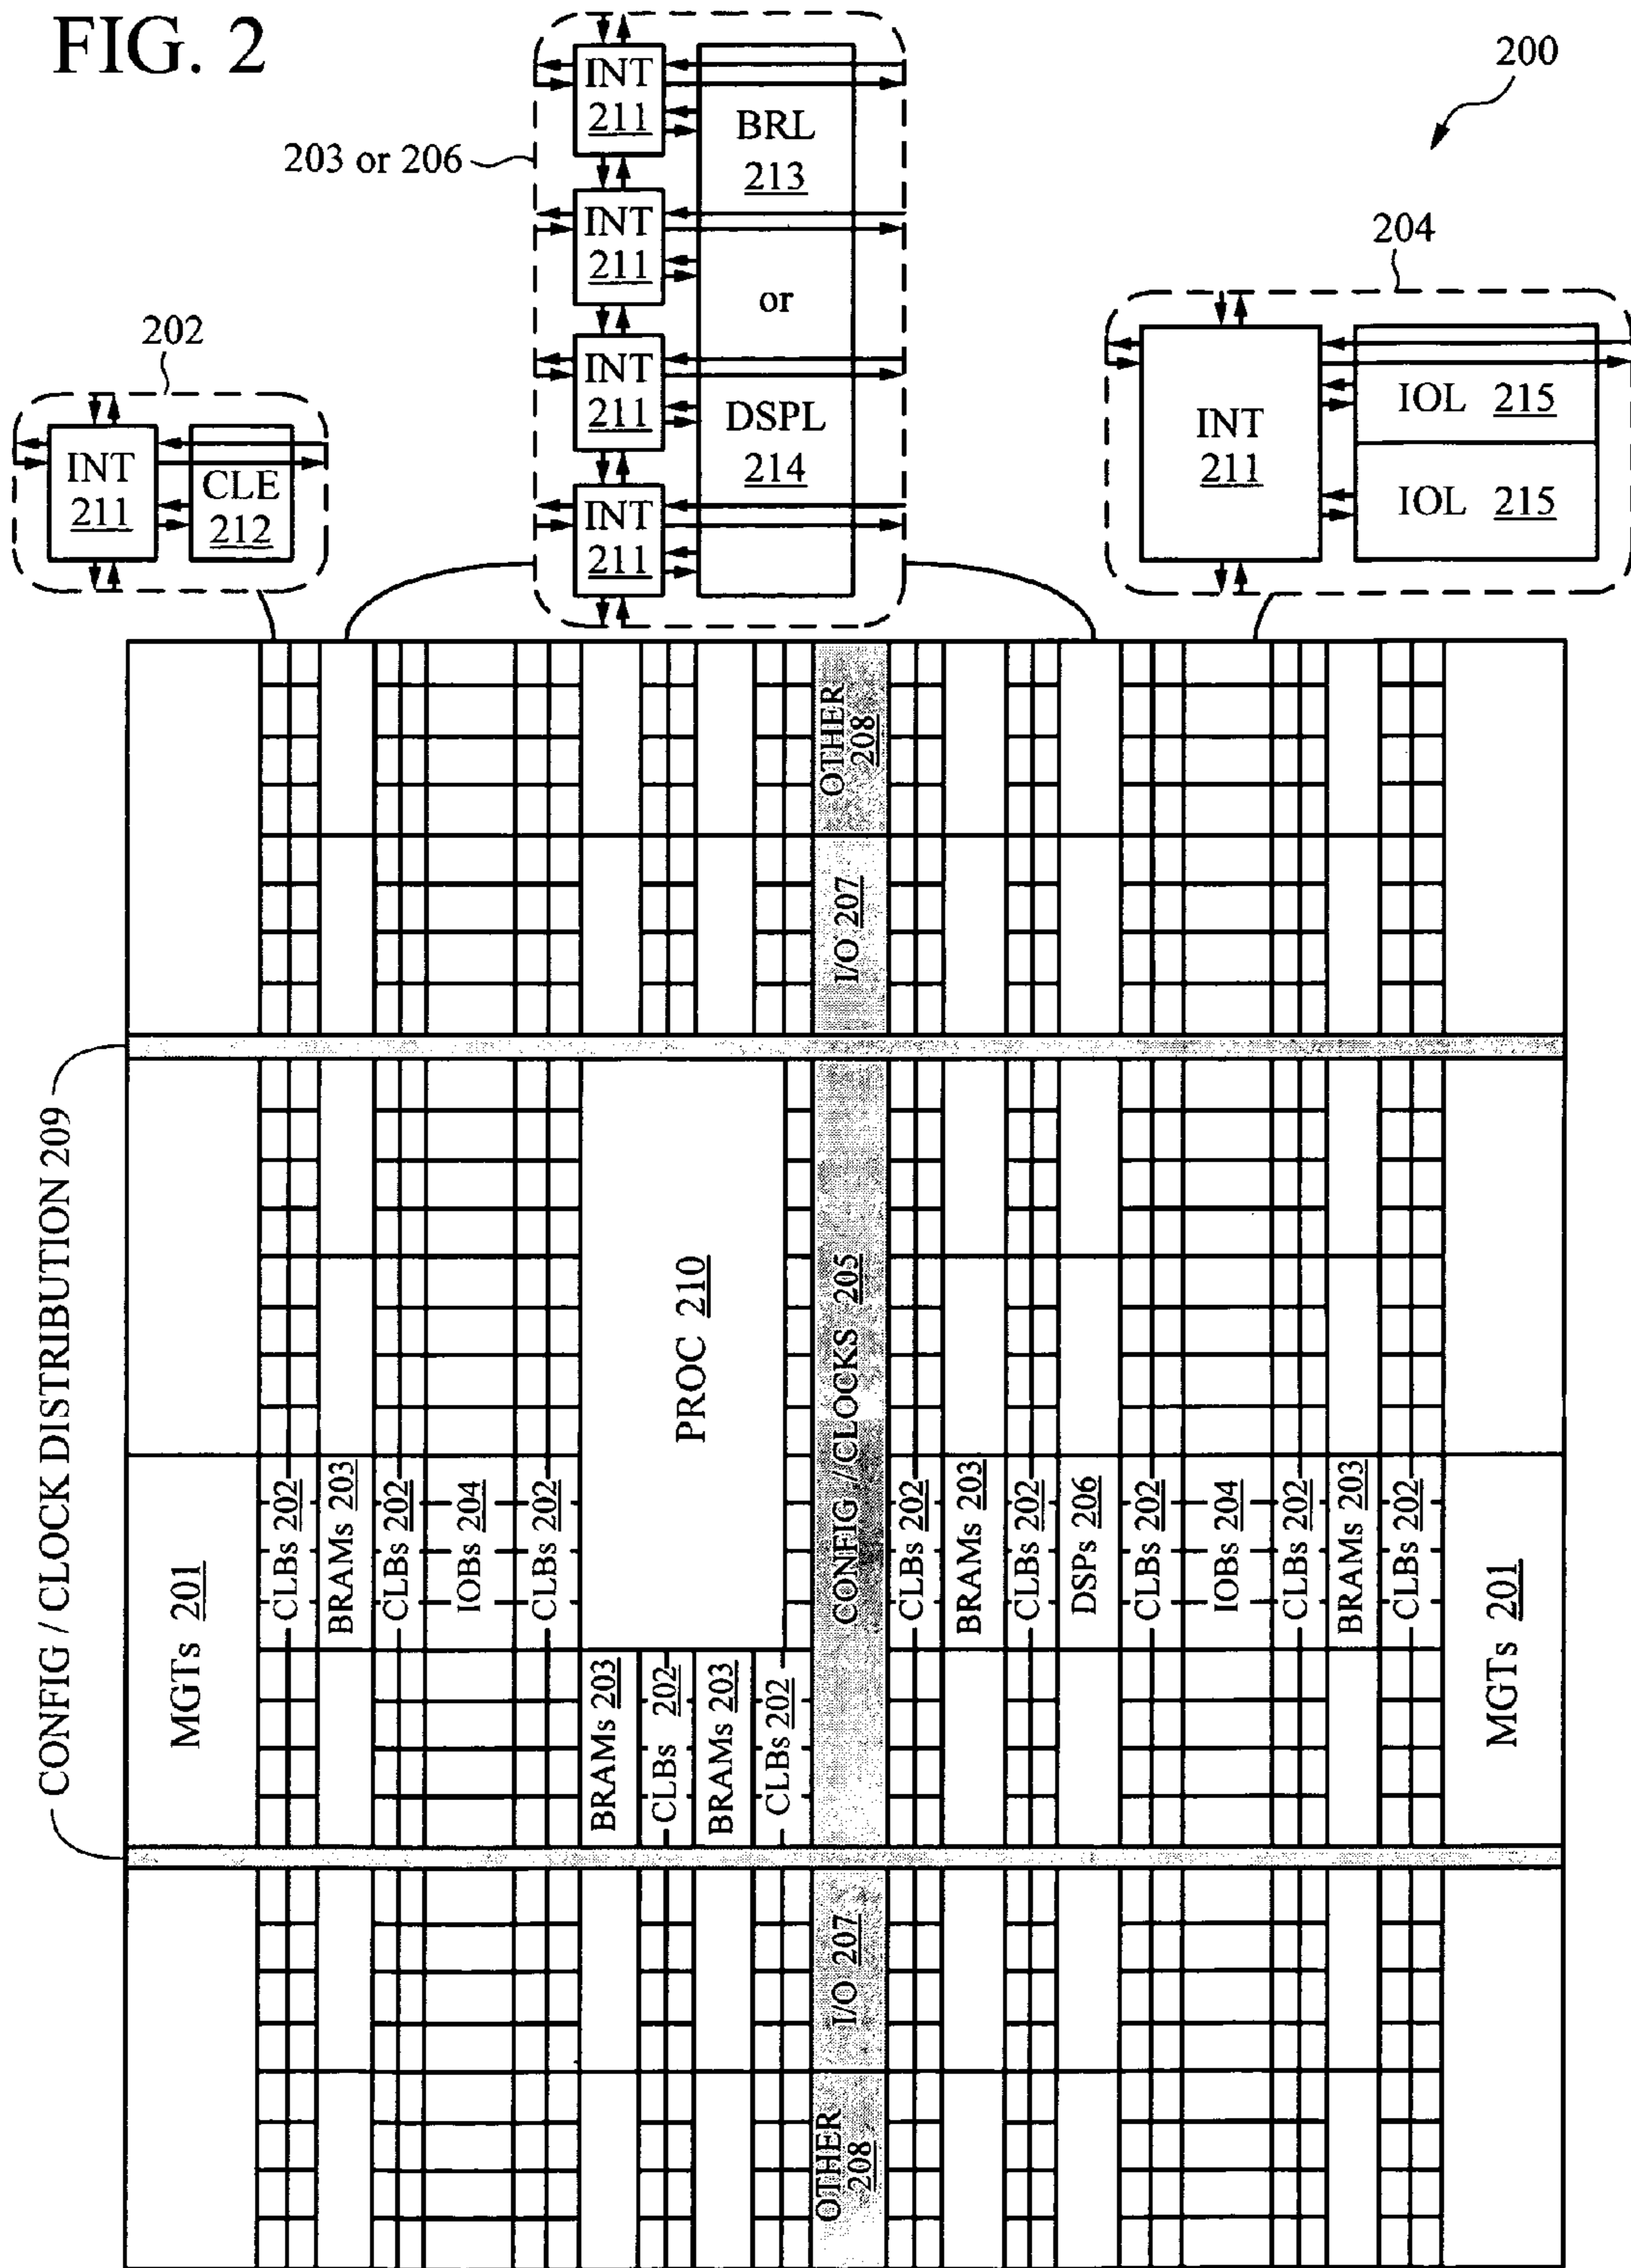 FIG. 2
200
203 or 206
INT
211
INT
211
INT
211
INT
211
BRL
213
or
DSPL
214
204
INT
211
IOL 215
IOL 215
202
INT
211
CLE
212
OTHER
208
I/O 207
CONFIG / CLOCK DISTRIBUTION 209
PROC 210
CONFIG / CLOCKS 205
MGTs 201
CLBs 202
BRAMs 203
CLBs 202
IOBs 204
CLBs 202
BRAMs 203
CLBs 202
BRAMs 203
CLBs 202
CLBs 202
BRAMs 203
CLBs 202
DSPs 206
CLBs 202
IOBs 204
CLBs 202
BRAMs 203
CLBs 202
MGTs 201
I/O 207
OTHER
208